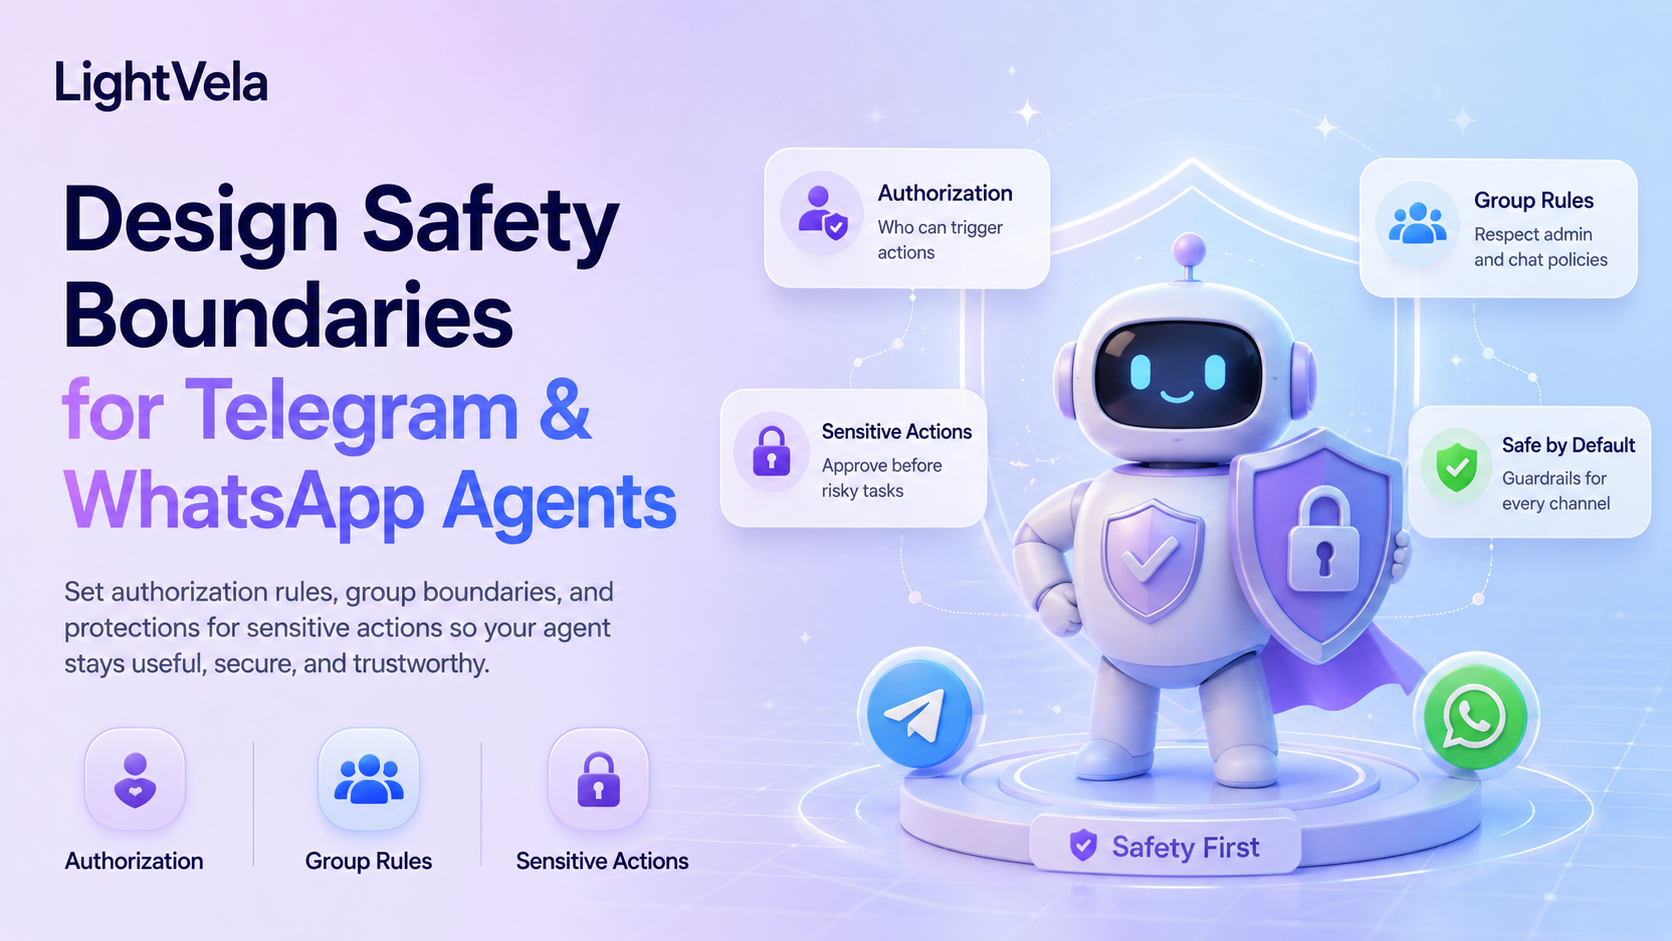 LightVela
Design Safety
Boundaries
for Telegram &
WhatsApp Agents
Set authorization rules, group boundaries, and
protections for sensitive actions so your agent
stays useful, secure, and trustworthy.
Authorization
Group Rules
Sensitive Actions
Authorization
Who can trigger
actions
Group Rules
Respect admin
and chat policies
Sensitive Actions
Approve before
risky tasks
Safe by Default
Guardrails for
every channel
Safety First